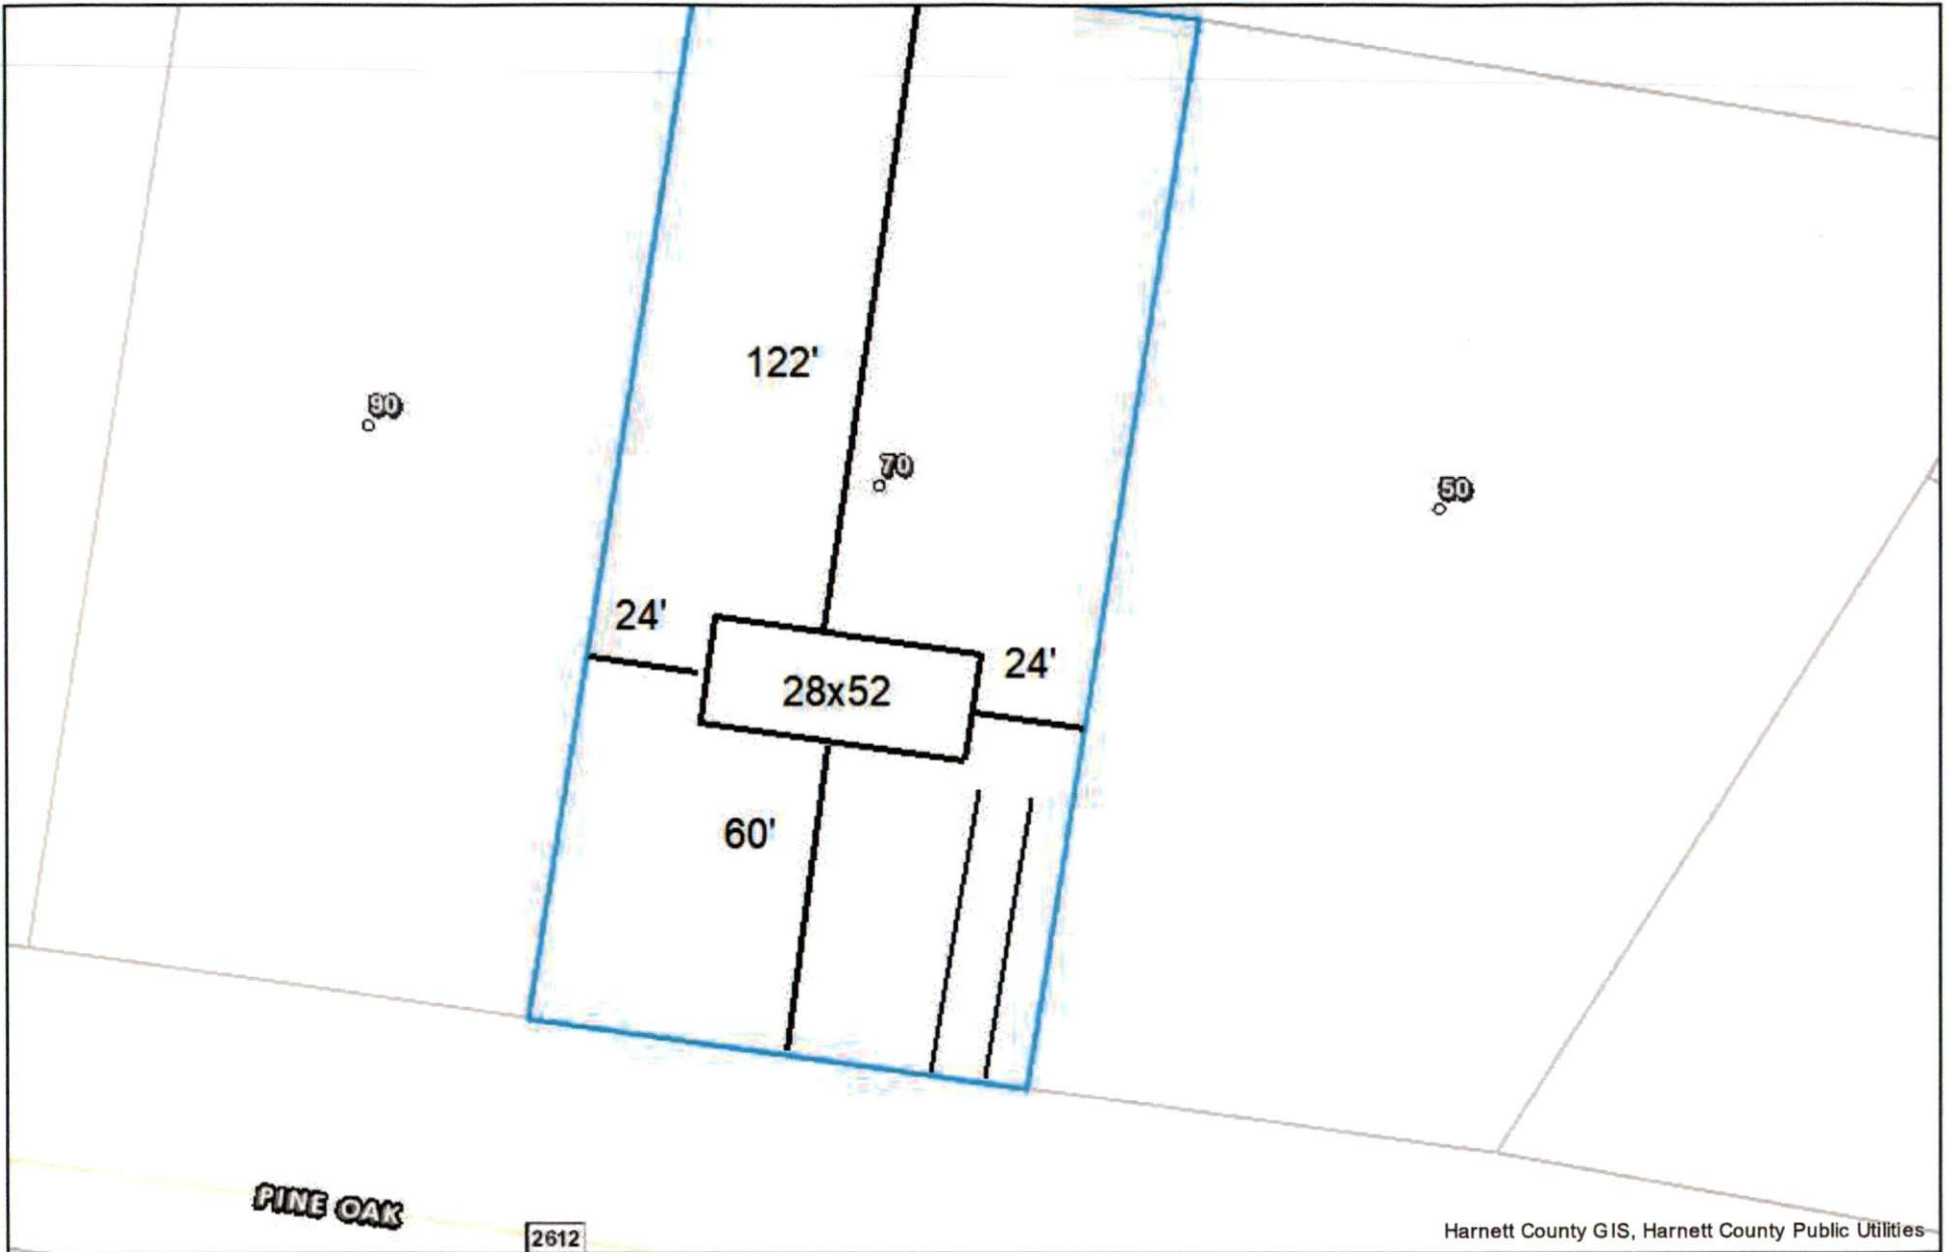 122'
90
70
50
24'
24'
28x52
60'
PINE OAK
2612
Harnett County GIS, Harnett County Public Utilities